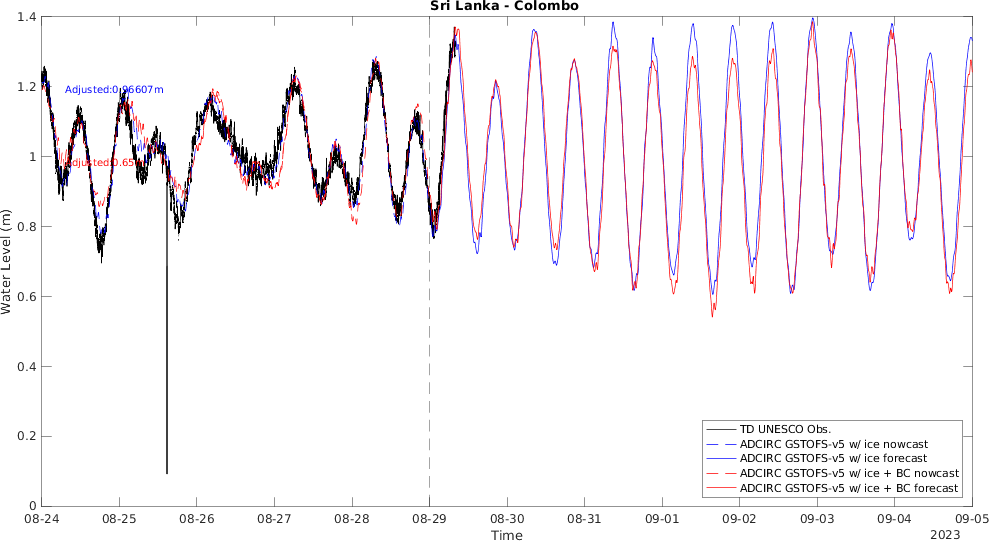 Sri Lanka - Colombo
Water Level (m)
1.4
1.2
1
0.8
0.6
0.4
0.2
0
Adjusted:0.96607m
TD UNESCO Obs.
ADCIRC GSTOFS-v5 w/ ice nowcast
ADCIRC GSTOFS-v5 w/ ice forecast
ADCIRC GSTOFS-v5 w/ ice + BC nowcast
ADCIRC GSTOFS-v5 w/ ice + BC forecast
08-24 08-25 08-26 08-27 08-28 08-29 08-30 08-31 09-01 09-02 09-03 09-04 09-05
Time
2023